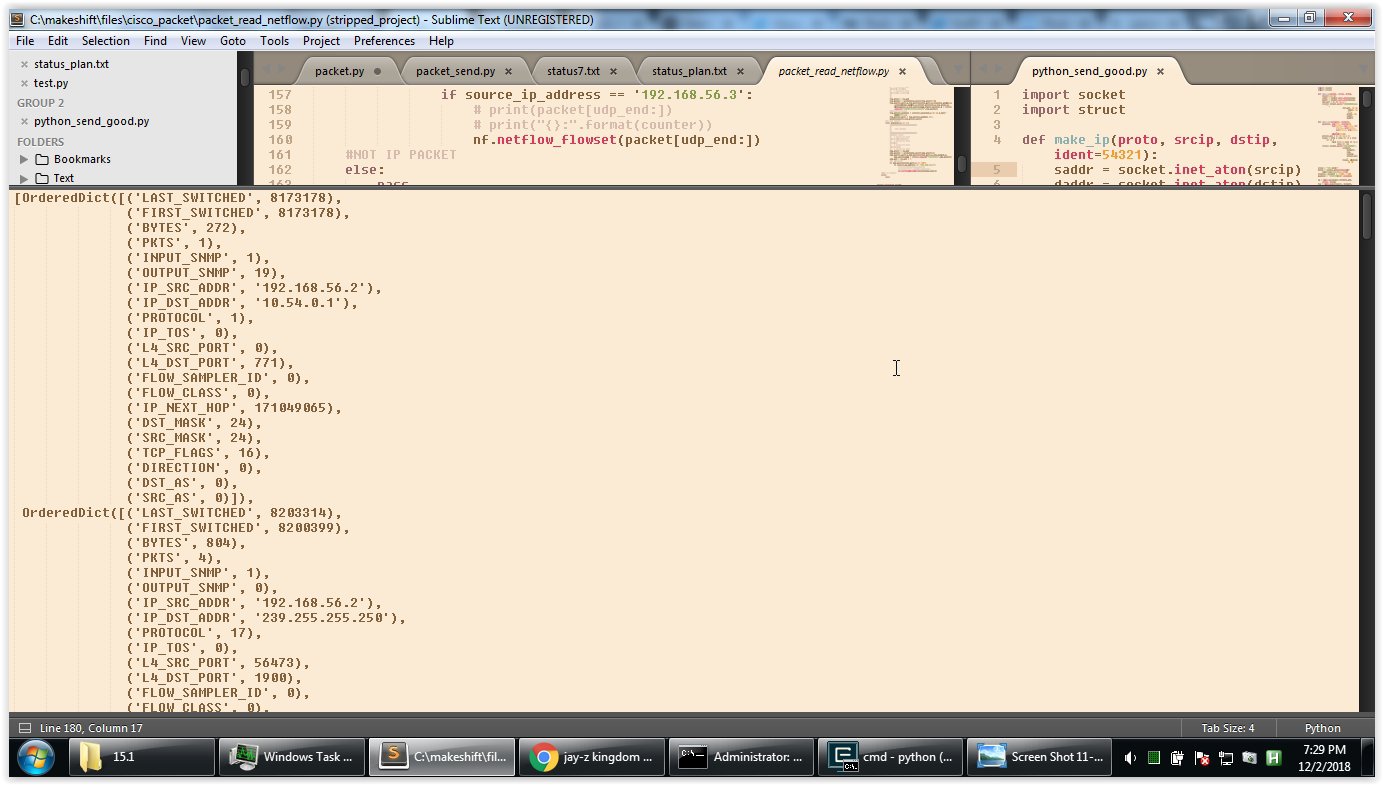 C:\makeshift\files\cisco_packet\packet_read_netflow.py (stripped_project) - Sublime Text (UNREGISTERED)
File Edit Selection Find View Goto Tools Project Preferences Help
status_plan.txt
test.py
GROUP 2
python_send_good.py
FOLDERS
Bookmarks
Text
packet.py packet_send.py status7.txt status_plan.txt packet_read_netflow.py
157 if source_ip_address == '192.168.56.3':
158 # print(packet[udp_end:])
159 # print("{}:".format(counter))
160 nf.netflow_flowset(packet[udp_end:])
161 #NOT IP PACKET
162 else:
163 pass
python_send_good.py
1 import socket
2 import struct
3
4 def make_ip(proto, srcip, dstip,
ident=54321):
5 saddr = socket.inet_aton(srcip)
daddr = socket.inet_aton(dstip)
[OrderedDict([('LAST_SWITCHED', 8173178),
('FIRST_SWITCHED', 8173178),
('BYTES', 272),
('PKTS', 1),
('INPUT_SNMP', 1),
('OUTPUT_SNMP', 19),
('IP_SRC_ADDR', '192.168.56.2'),
('IP_DST_ADDR', '10.54.0.1'),
('PROTOCOL', 1),
('IP_TOS', 0),
('L4_SRC_PORT', 0),
('L4_DST_PORT', 771),
('FLOW_SAMPLER_ID', 0),
('FLOW_CLASS', 0),
('IP_NEXT_HOP', 171049065),
('DST_MASK', 24),
('SRC_MASK', 24),
('TCP_FLAGS', 16),
('DIRECTION', 0),
('DST_AS', 0),
('SRC_AS', 0)]),
OrderedDict([('LAST_SWITCHED', 8203314),
('FIRST_SWITCHED', 8200399),
('BYTES', 804),
('PKTS', 4),
('INPUT_SNMP', 1),
('OUTPUT_SNMP', 0),
('IP_SRC_ADDR', '192.168.56.2'),
('IP_DST_ADDR', '239.255.255.250'),
('PROTOCOL', 17),
('IP_TOS', 0),
('L4_SRC_PORT', 56473),
('L4_DST_PORT', 1900),
('FLOW_SAMPLER_ID', 0),
('FLOW_CLASS', 0),
Line 180, Column 17
Tab Size: 4
Python
15.1
Windows Task ...
C:\makeshift\fil...
jay-z kingdom ...
Administrator: ...
cmd - python (...
Screen Shot 11-...
7:29 PM
12/2/2018